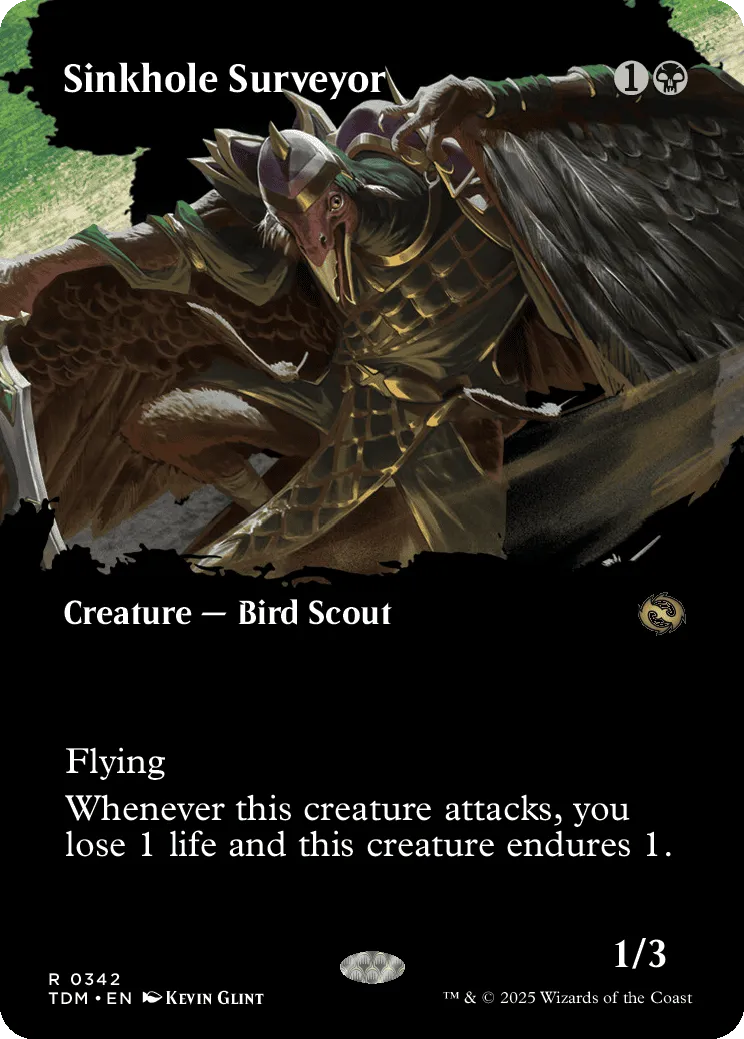 Sinkhole Surveyor 1
Creature — Bird Scout
Flying
Whenever this creature attacks, you
lose 1 life and this creature endures 1.
1/3
R 0342
TDM • EN Kevin Glint
™ & © 2025 Wizards of the Coast